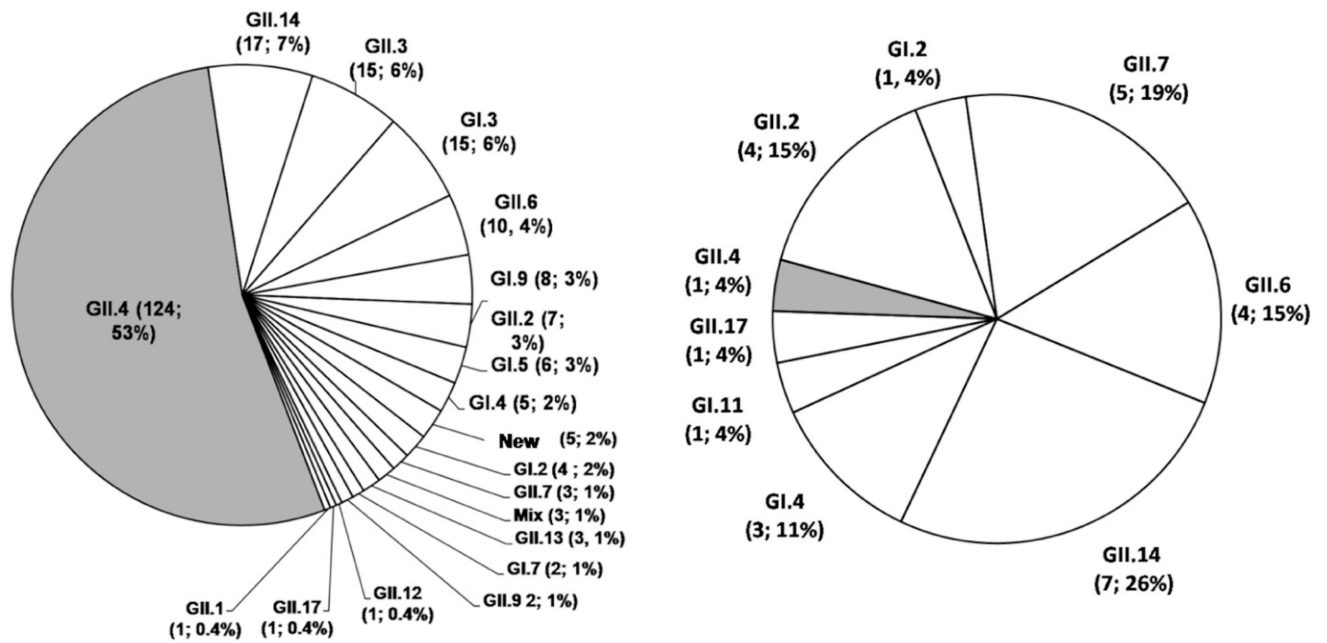 GII.14
(17; 7%)
GII.3
(15; 6%)
GI.3
(15; 6%)
GII.6
(10, 4%)
GI.9 (8; 3%)
GII.2 (7;
3%)
GI.5 (6; 3%)
GI.4 (5; 2%)
New (5; 2%)
GI.2 (4 ; 2%)
GII.7 (3; 1%)
Mix (3; 1%)
GII.13 (3, 1%)
GI.7 (2; 1%)
GII.9 2; 1%)
GII.12
(1; 0.4%)
GII.17
(1; 0.4%)
GII.1
(1; 0.4%)
GII.4 (124;
53%)
GI.2
(1, 4%)
GII.7
(5; 19%)
GII.6
(4; 15%)
GII.14
(7; 26%)
GI.4
(3; 11%)
GI.11
(1; 4%)
GII.17
(1; 4%)
GII.4
(1; 4%)
GII.2
(4; 15%)